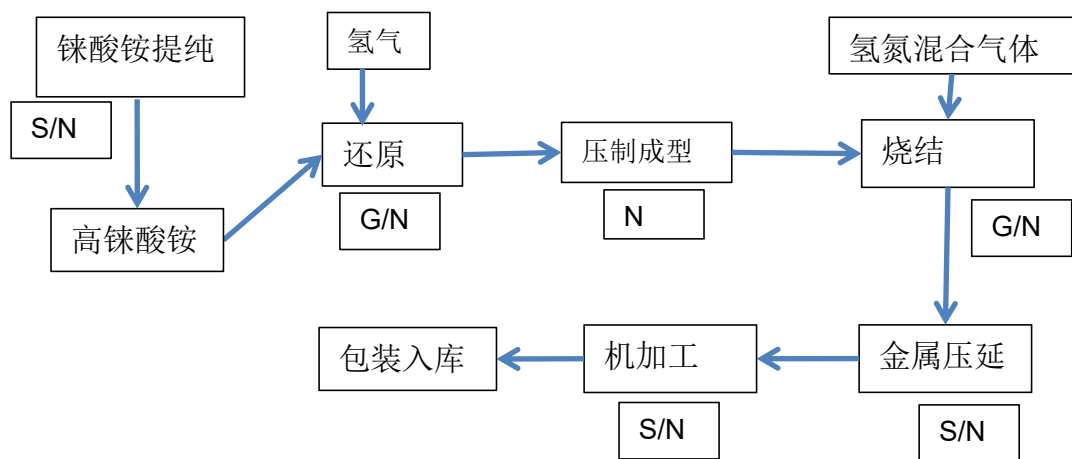 铼酸铵提纯
氢气
氢氮混合气体
S/N
还原
压制成型
烧结
高铼酸铵
G/N
N
G/N
包装入库
机加工
金属压延
S/N
S/N